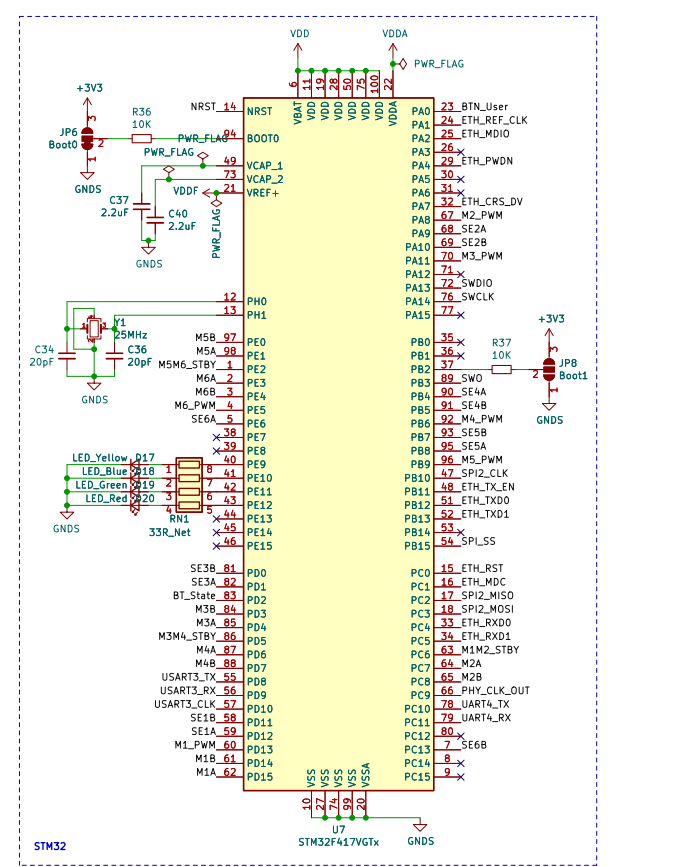 VDD
VDDA
PWR_FLAG
6
11
19
28
50
75
100
22
VBAT
VDD
VDD
VDD
VDD
VDD
VDD
VDDA
+3V3
3
JP6
Boot0
2
1
GNDS
R36
10K
NRST 14 NRST
PWR_FLAG 94 BOOT0
PWR_FLAG
49 VCAP_1
73 VCAP_2
VDDF 21 VREF+
PWR_FLAG
C37
2.2uF
C40
2.2uF
GNDS
12 PH0
13 PH1
Y1
25MHz
C34
20pF
C36
20pF
GNDS
M5B 97 PE0
M5A 98 PE1
M5M6_STBY 1 PE2
M6A 2 PE3
M6B 3 PE4
M6_PWM 4 PE5
SE6A 5 PE6
38 PE7
39 PE8
LED_Yellow D17 1 8 40 PE9
LED_Blue D18 2 7 41 PE10
LED_Green D19 3 6 42 PE11
LED_Red D20 4 5 43 PE12
GNDS
RN1
33R_Net
44 PE13
45 PE14
46 PE15
SE3B 81 PD0
SE3A 82 PD1
BT_State 83 PD2
M3B 84 PD3
M3A 85 PD4
M3M4_STBY 86 PD5
M4A 87 PD6
M4B 88 PD7
USART3_TX 55 PD8
USART3_RX 56 PD9
USART3_CLK 57 PD10
SE1B 58 PD11
SE1A 59 PD12
M1_PWM 60 PD13
M1B 61 PD14
M1A 62 PD15
PA0 23 BTN_User
PA1 24 ETH_REF_CLK
PA2 25 ETH_MDIO
PA3 26
PA4 29 ETH_PWDN
PA5 30
PA6 31
PA7 32 ETH_CRS_DV
PA8 67 M2_PWM
PA9 68 SE2A
PA10 69 SE2B
PA11 70 M3_PWM
PA12 71
PA13 72 SWDIO
PA14 76 SWCLK
PA15 77
PB0 35
PB1 36
PB2 37
PB3 89 SWO
PB4 90 SE4A
PB5 91 SE4B
PB6 92 M4_PWM
PB7 93 SE5B
PB8 95 SE5A
PB9 96 M5_PWM
PB10 47 SPI2_CLK
PB11 48 ETH_TX_EN
PB12 51 ETH_TXD0
PB13 52 ETH_TXD1
PB14 53
PB15 54 SPI_SS
R37
10K
+3V3
3
JP8
Boot1
2
1
GNDS
PC0 15 ETH_RST
PC1 16 ETH_MDC
PC2 17 SPI2_MISO
PC3 18 SPI2_MOSI
PC4 33 ETH_RXD0
PC5 34 ETH_RXD1
PC6 63 M1M2_STBY
PC7 64 M2A
PC8 65 M2B
PC9 66 PHY_CLK_OUT
PC10 78 UART4_TX
PC11 79 UART4_RX
PC12 80
PC13 7 SE6B
PC14 8
PC15 9
VSS
VSS
VSS
VSS
VSSA
10
27
74
99
20
GNDS
U7
STM32F417VGTx
STM32